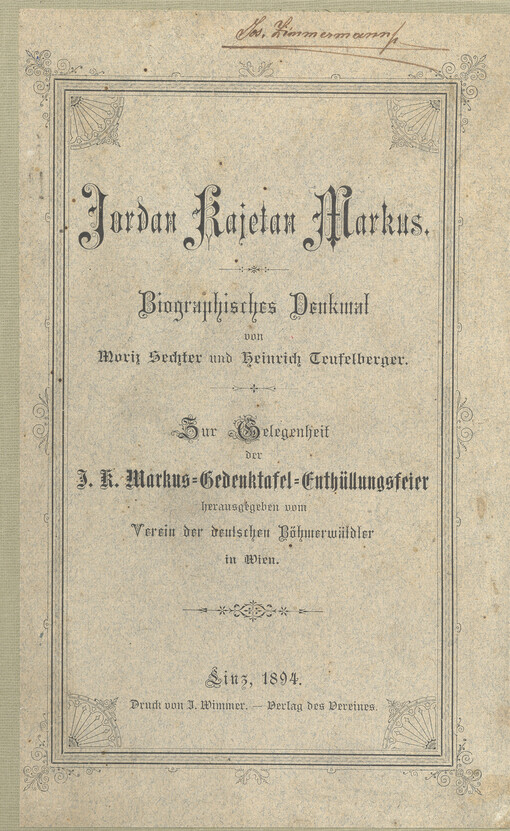 Jos. Zimmermann
Jordan Kajetan Markus.
Biographisches Denkmal
von
Moriz Sechter und Heinrich Teufelberger.
Zur Gelegenheit
der
J. K. Markus-Gedenktafel-Enthüllungsfeier
herausgegeben vom
Verein der deutschen Böhmerwäldler
in Wien.
Linz, 1894.
Druck von J. Wimmer. — Verlag des Vereines.